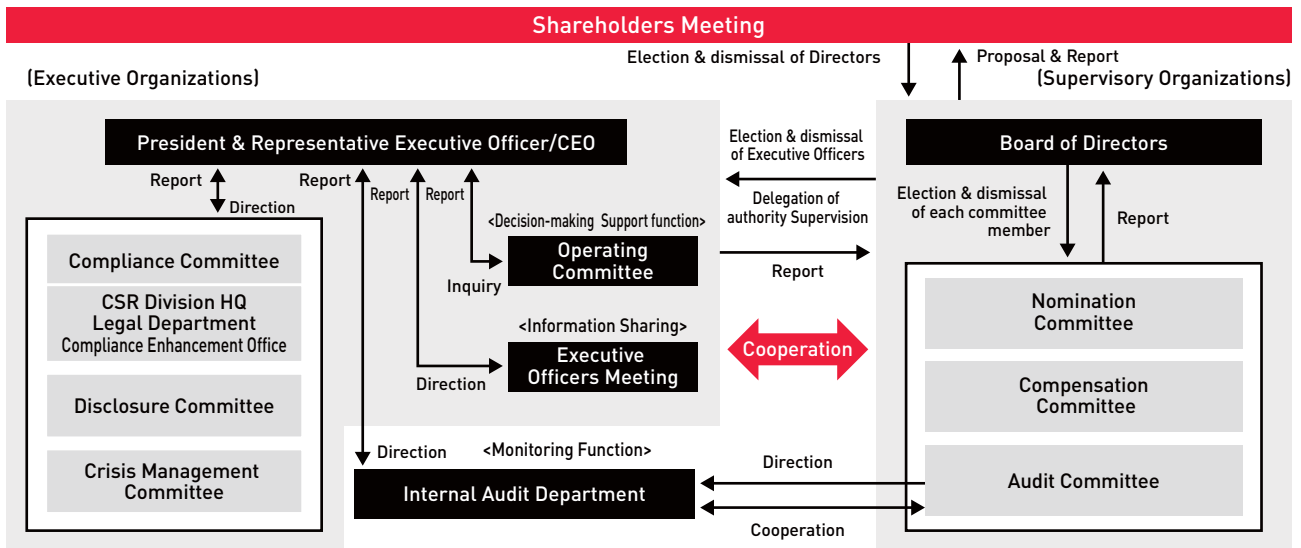 Shareholders Meeting
Election & dismissal of Directors
Proposal & Report
(Executive Organizations)
(Supervisory Organizations)
President & Representative Executive Officer/CEO
Report
Direction
Report
Report
Report
<Decision-making Support function>
Operating
Committee
Inquiry
<Information Sharing>
Executive
Officers Meeting
Direction
Compliance Committee
CSR Division HQ
Legal Department
Compliance Enhancement Office
Disclosure Committee
Crisis Management
Committee
Direction
<Monitoring Function>
Internal Audit Department
Election & dismissal
of Executive Officers
Delegation of
authority Supervision
Report
Cooperation
Direction
Cooperation
Board of Directors
Election & dismissal
of each committee
member
Report
Nomination
Committee
Compensation
Committee
Audit Committee